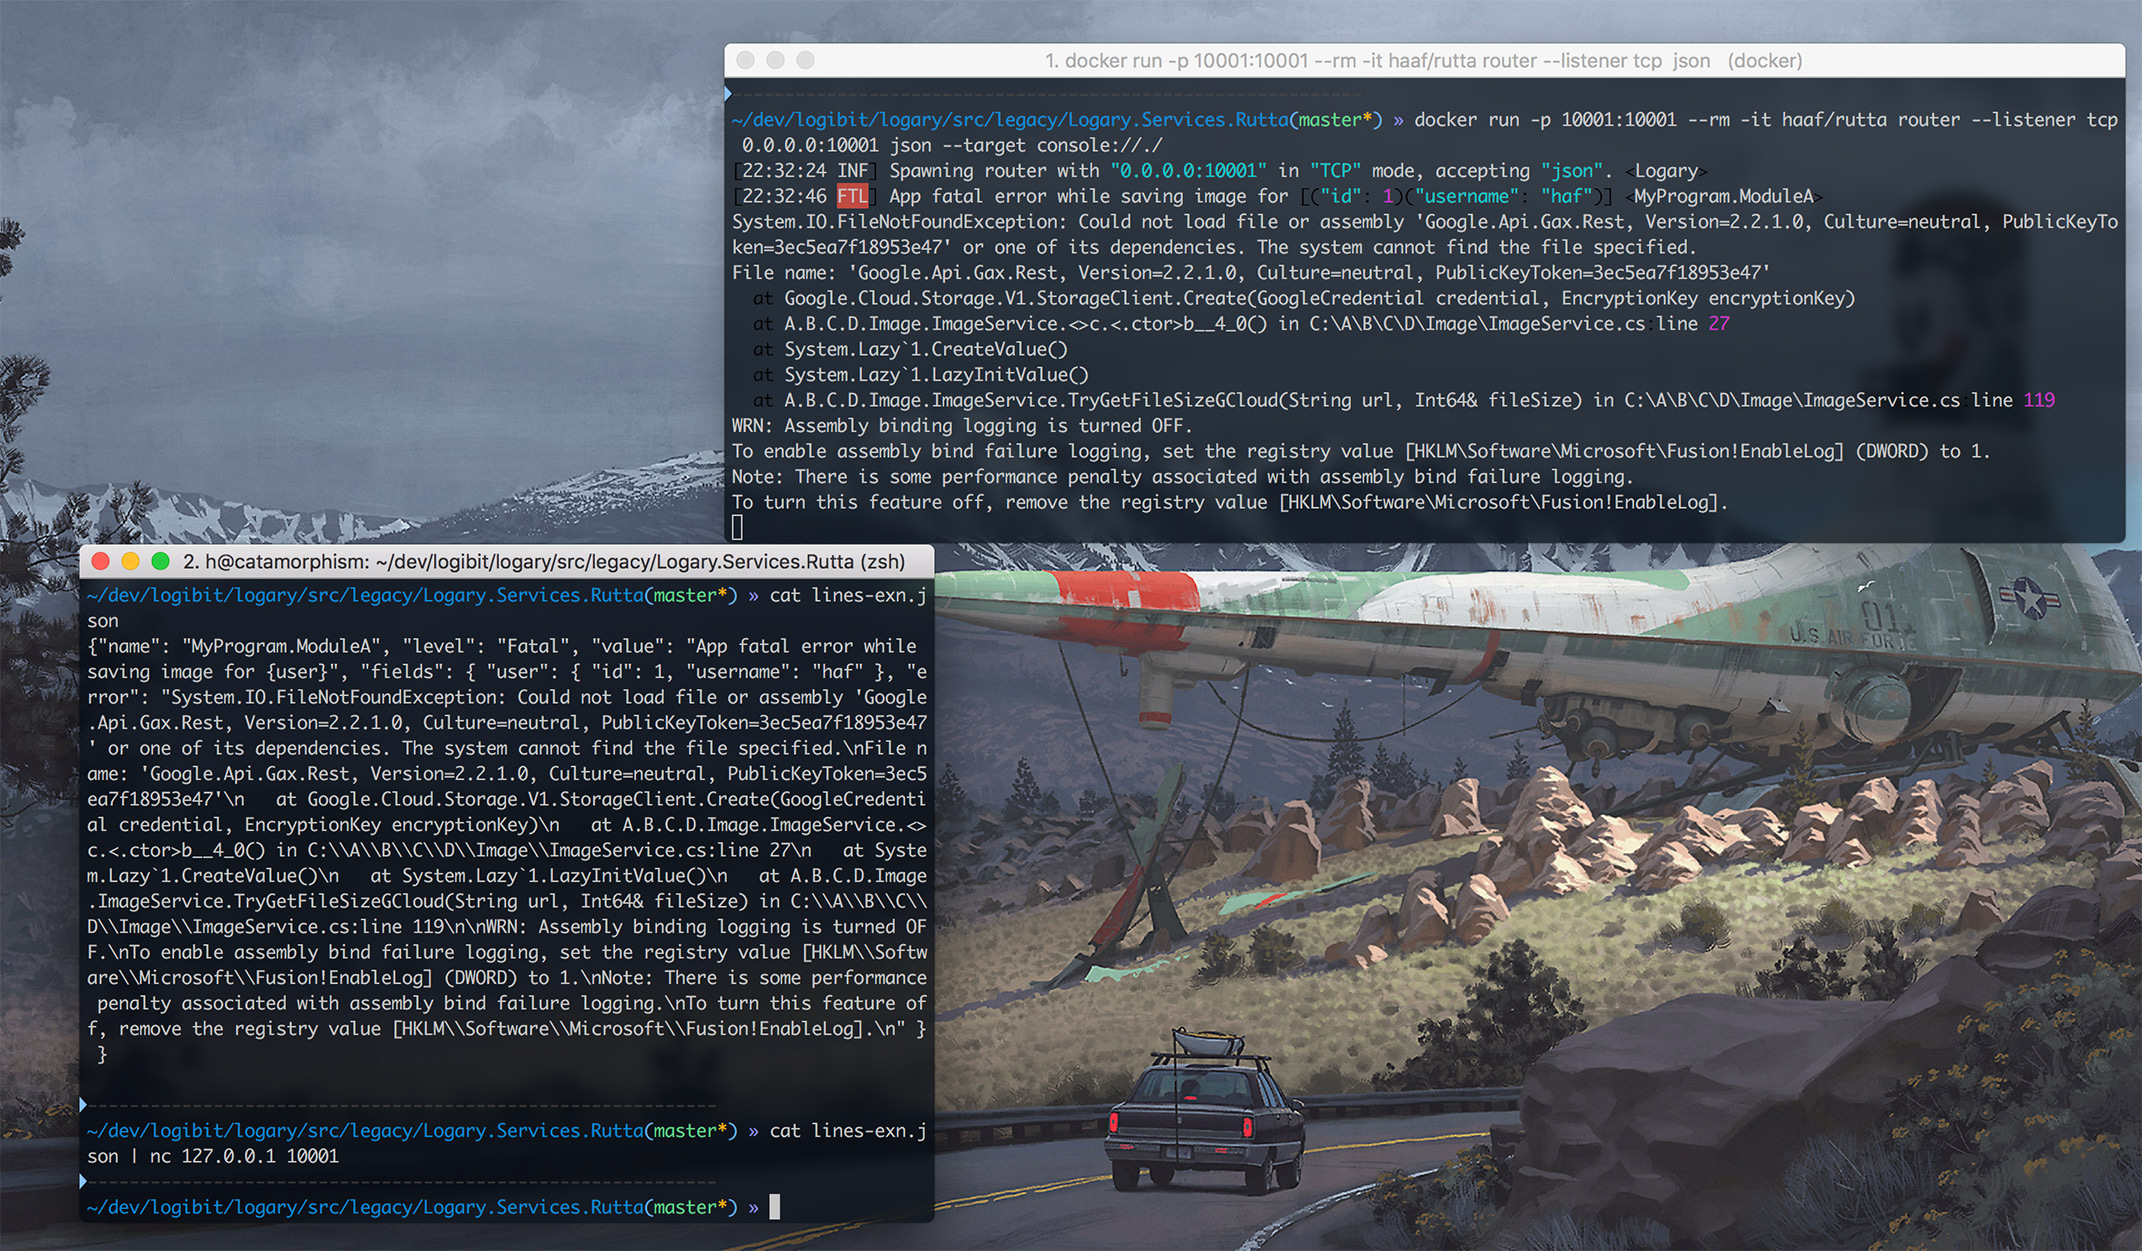 1. docker run -p 10001:10001 --rm -it haaf/rutta router --listener tcp  json   (docker)
~/dev/logibit/logary/src/legacy/Logary.Services.Rutta(master*) » docker run -p 10001:10001 --rm -it haaf/rutta router --listener tcp
 0.0.0.0:10001 json --target console://./
[22:32:24 INF] Spawning router with "0.0.0.0:10001" in "TCP" mode, accepting "json". <Logary>
[22:32:46 FTL] App fatal error while saving image for [("id": 1)("username": "haf")] <MyProgram.ModuleA>
System.IO.FileNotFoundException: Could not load file or assembly 'Google.Api.Gax.Rest, Version=2.2.1.0, Culture=neutral, PublicKeyTo
ken=3ec5ea7f18953e47' or one of its dependencies. The system cannot find the file specified.
File name: 'Google.Api.Gax.Rest, Version=2.2.1.0, Culture=neutral, PublicKeyToken=3ec5ea7f18953e47'
  at Google.Cloud.Storage.V1.StorageClient.Create(GoogleCredential credential, EncryptionKey encryptionKey)
  at A.B.C.D.Image.ImageService.<>c.<.ctor>b__4_0() in C:\A\B\C\D\Image\ImageService.cs:line 27
  at System.Lazy`1.CreateValue()
  at System.Lazy`1.LazyInitValue()
  at A.B.C.D.Image.ImageService.TryGetFileSizeGCloud(String url, Int64& fileSize) in C:\A\B\C\D\Image\ImageService.cs:line 119
WRN: Assembly binding logging is turned OFF.
To enable assembly bind failure logging, set the registry value [HKLM\Software\Microsoft\Fusion!EnableLog] (DWORD) to 1.
Note: There is some performance penalty associated with assembly bind failure logging.
To turn this feature off, remove the registry value [HKLM\Software\Microsoft\Fusion!EnableLog].
2. h@catamorphism: ~/dev/logibit/logary/src/legacy/Logary.Services.Rutta (zsh)
~/dev/logibit/logary/src/legacy/Logary.Services.Rutta(master*) » cat lines-exn.j
son
{"name": "MyProgram.ModuleA", "level": "Fatal", "value": "App fatal error while
saving image for {user}", "fields": { "user": { "id": 1, "username": "haf" }, "e
rror": "System.IO.FileNotFoundException: Could not load file or assembly 'Google
.Api.Gax.Rest, Version=2.2.1.0, Culture=neutral, PublicKeyToken=3ec5ea7f18953e47
' or one of its dependencies. The system cannot find the file specified.\nFile n
ame: 'Google.Api.Gax.Rest, Version=2.2.1.0, Culture=neutral, PublicKeyToken=3ec5
ea7f18953e47'\n   at Google.Cloud.Storage.V1.StorageClient.Create(GoogleCredenti
al credential, EncryptionKey encryptionKey)\n   at A.B.C.D.Image.ImageService.<>
c.<.ctor>b__4_0() in C:\\A\\B\\C\\D\\Image\\ImageService.cs:line 27\n   at Syste
m.Lazy`1.CreateValue()\n   at System.Lazy`1.LazyInitValue()\n   at A.B.C.D.Image
.ImageService.TryGetFileSizeGCloud(String url, Int64& fileSize) in C:\\A\\B\\C\\
D\\Image\\ImageService.cs:line 119\n\nWRN: Assembly binding logging is turned OF
F.\nTo enable assembly bind failure logging, set the registry value [HKLM\\Softw
are\\Microsoft\\Fusion!EnableLog] (DWORD) to 1.\nNote: There is some performance
 penalty associated with assembly bind failure logging.\nTo turn this feature of
f, remove the registry value [HKLM\\Software\\Microsoft\\Fusion!EnableLog].\n" }
 }
~/dev/logibit/logary/src/legacy/Logary.Services.Rutta(master*) » cat lines-exn.j
son | nc 127.0.0.1 10001
~/dev/logibit/logary/src/legacy/Logary.Services.Rutta(master*) »
U.S. AIR FORCE